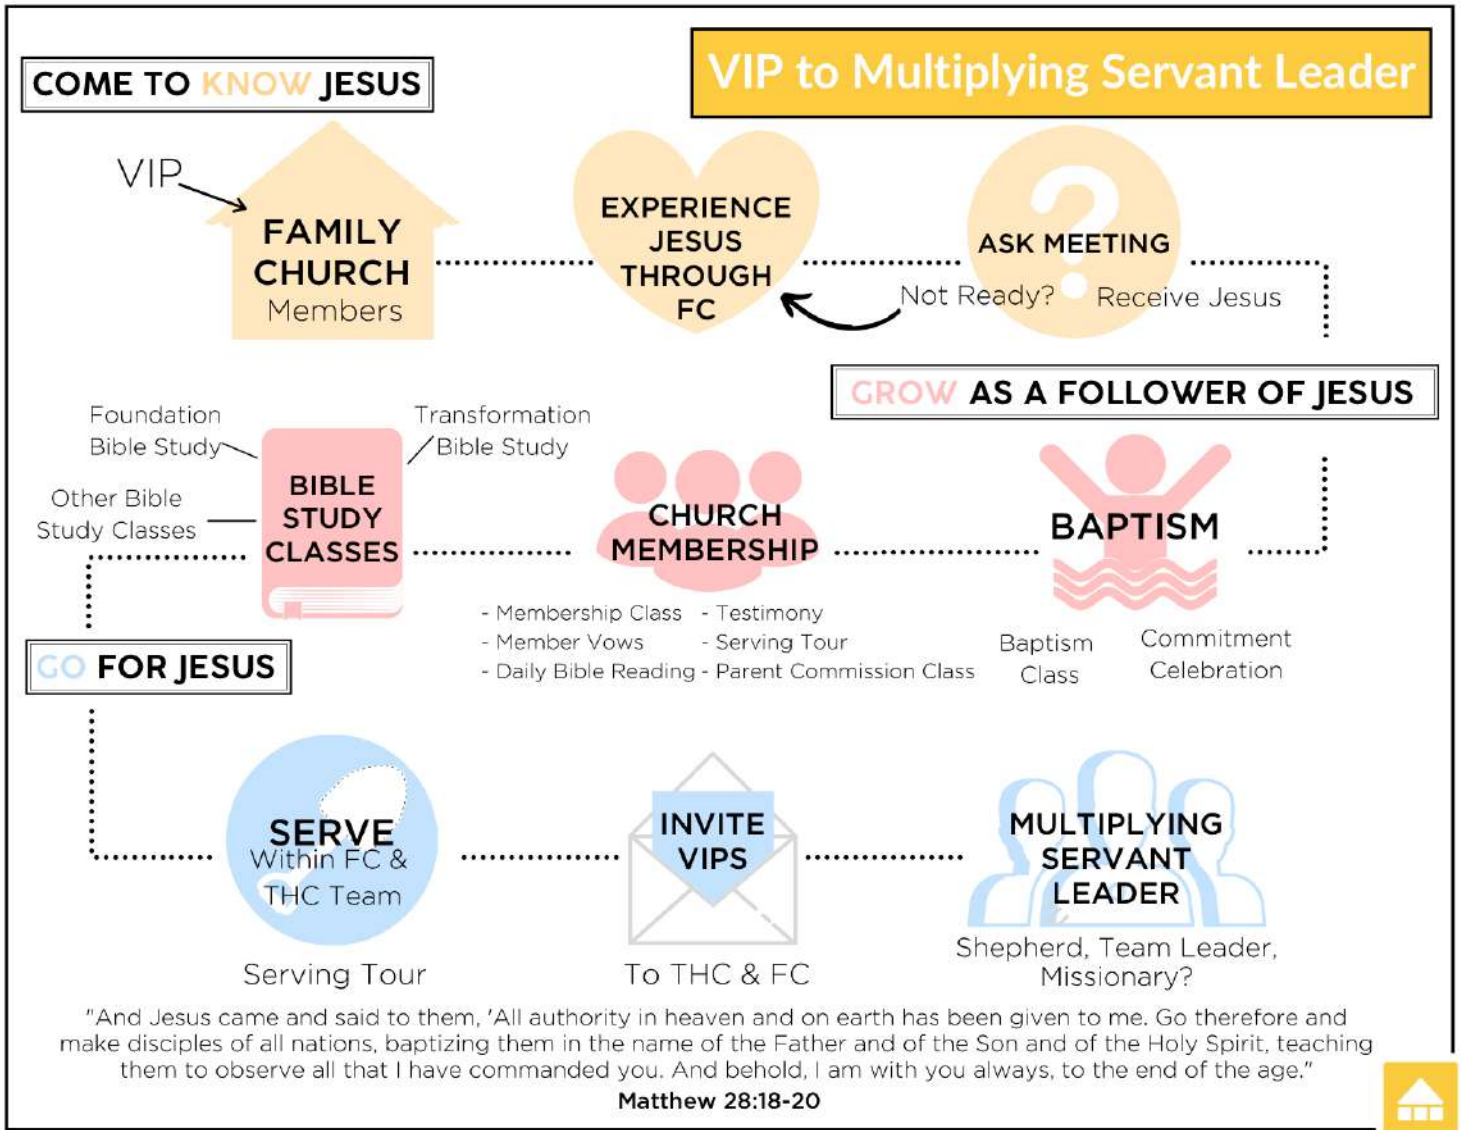 VIP to Multiplying Servant Leader
COME TO KNOW JESUS
VIP
FAMILY
CHURCH
Members
EXPERIENCE
JESUS
THROUGH
FC
ASK MEETING
Not Ready?
Receive Jesus
GROW AS A FOLLOWER OF JESUS
BAPTISM
Baptism
Class
Commitment
Celebration
CHURCH
MEMBERSHIP
- Membership Class - Testimony
- Member Vows - Serving Tour
- Daily Bible Reading - Parent Commission Class
BIBLE
STUDY
CLASSES
Foundation
Bible Study
Transformation
Bible Study
Other Bible
Study Classes
GO FOR JESUS
SERVE
Within FC &
THC Team
Serving Tour
INVITE
VIPS
To THC & FC
MULTIPLYING
SERVANT
LEADER
Shepherd, Team Leader,
Missionary?
"And Jesus came and said to them, 'All authority in heaven and on earth has been given to me. Go therefore and
make disciples of all nations, baptizing them in the name of the Father and of the Son and of the Holy Spirit, teaching
them to observe all that I have commanded you. And behold, I am with you always, to the end of the age."
Matthew 28:18-20